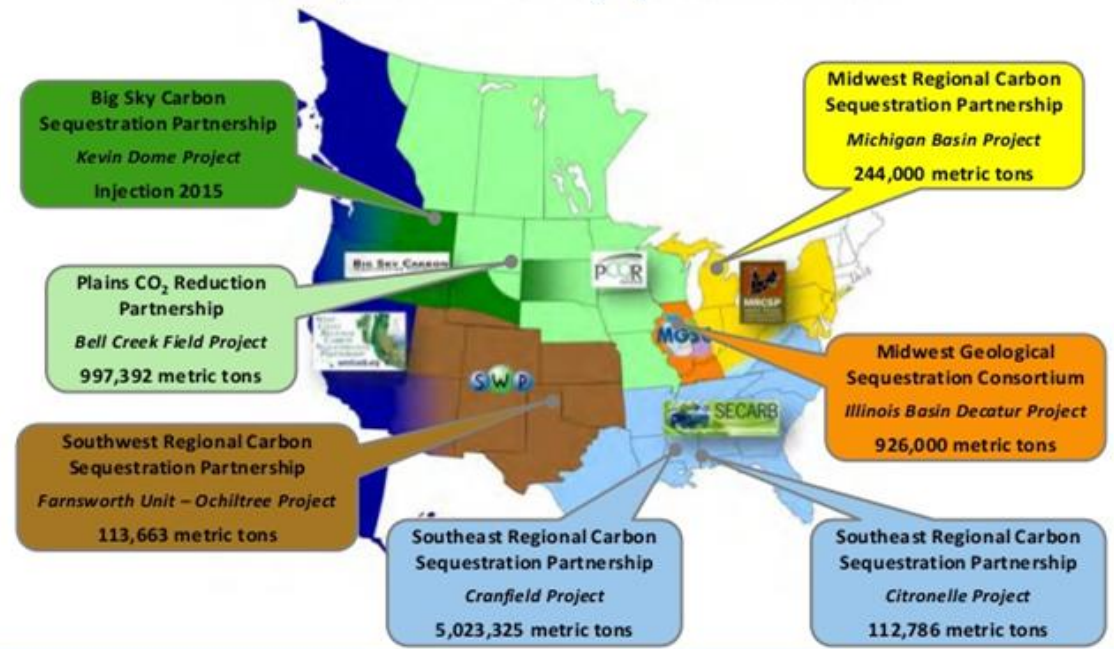 Big Sky Carbon
Sequestration Partnership
Kevin Dome Project
Injection 2015
Midwest Regional Carbon
Sequestration Partnership
Michigan Basin Project
244,000 metric tons
Plains CO₂ Reduction
Partnership
Bell Creek Field Project
997,392 metric tons
BIG SKY CARBON
PCOR
MRCSP
MGSC
Midwest Geological
Sequestration Consortium
Illinois Basin Decatur Project
926,000 metric tons
SWP
SECARB
Southwest Regional Carbon
Sequestration Partnership
Farnsworth Unit – Ochiltree Project
113,663 metric tons
Southeast Regional Carbon
Sequestration Partnership
Cranfield Project
5,023,325 metric tons
Southeast Regional Carbon
Sequestration Partnership
Citronelle Project
112,786 metric tons